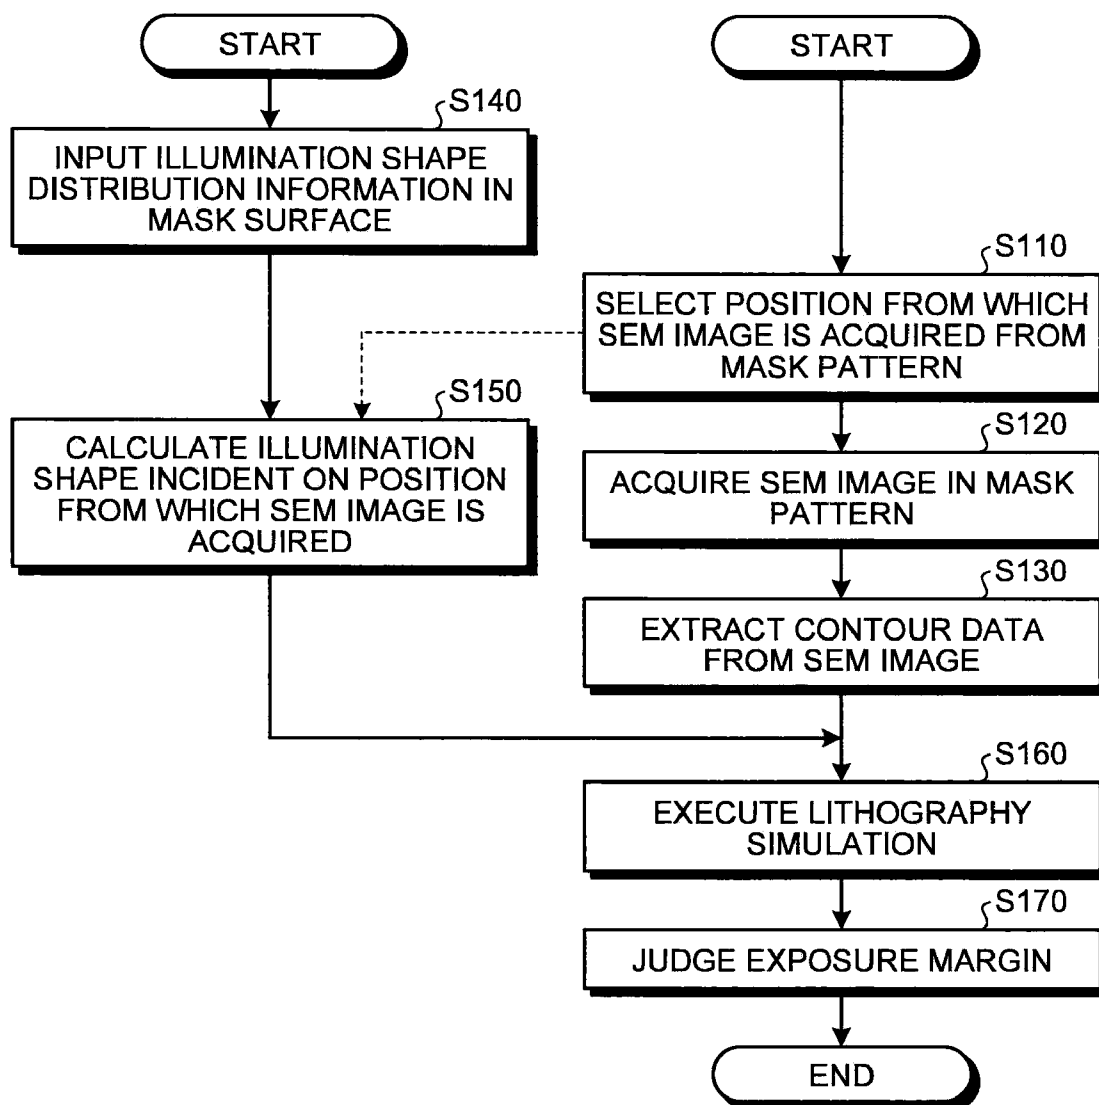 START
START
S140
INPUT ILLUMINATION SHAPE
DISTRIBUTION INFORMATION IN
MASK SURFACE
S110
SELECT POSITION FROM WHICH
SEM IMAGE IS ACQUIRED FROM
MASK PATTERN
S150
CALCULATE ILLUMINATION
SHAPE INCIDENT ON POSITION
FROM WHICH SEM IMAGE IS
ACQUIRED
S120
ACQUIRE SEM IMAGE IN MASK
PATTERN
S130
EXTRACT CONTOUR DATA
FROM SEM IMAGE
S160
EXECUTE LITHOGRAPHY
SIMULATION
S170
JUDGE EXPOSURE MARGIN
END